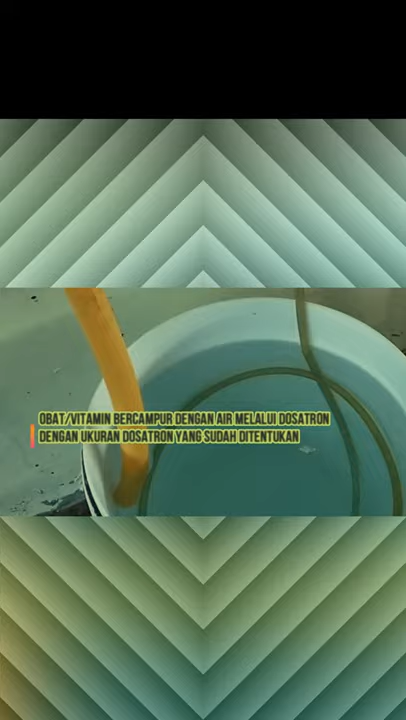 OBAT/VITAMIN BERCAMPUR DENGAN AIR MELALUI DOSATRON
DENGAN UKURAN DOSATRON YANG SUDAH DITENTUKAN